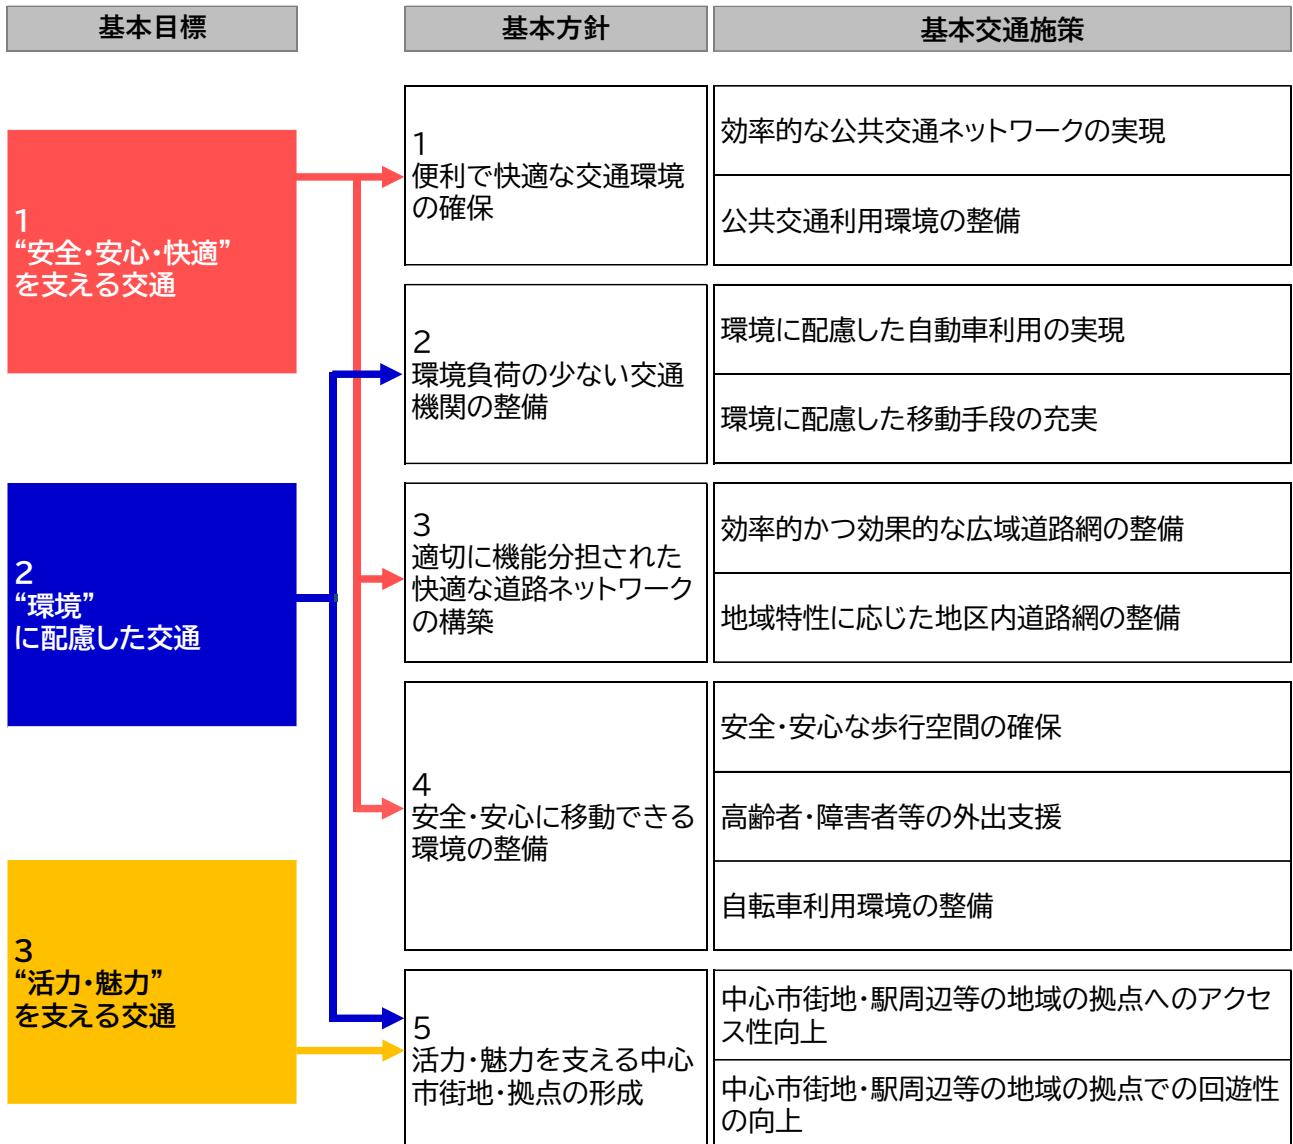 基本目標
基本方針
基本交通施策
1
“安全・安心・快適”
を支える交通
2
“環境”
に配慮した交通
3
“活力・魅力”
を支える交通
1
便利で快適な交通環境
の確保
効率的な公共交通ネットワークの実現
公共交通利用環境の整備
2
環境負荷の少ない交通
機関の整備
環境に配慮した自動車利用の実現
環境に配慮した移動手段の充実
3
適切に機能分担された
快適な道路ネットワーク
の構築
効率的かつ効果的な広域道路網の整備
地域特性に応じた地区内道路網の整備
4
安全・安心に移動できる
環境の整備
安全・安心な歩行空間の確保
高齢者・障害者等の外出支援
自転車利用環境の整備
5
活力・魅力を支える中心
市街地・拠点の形成
中心市街地・駅周辺等の地域の拠点へのアクセ
ス性向上
中心市街地・駅周辺等の地域の拠点での回遊性
の向上